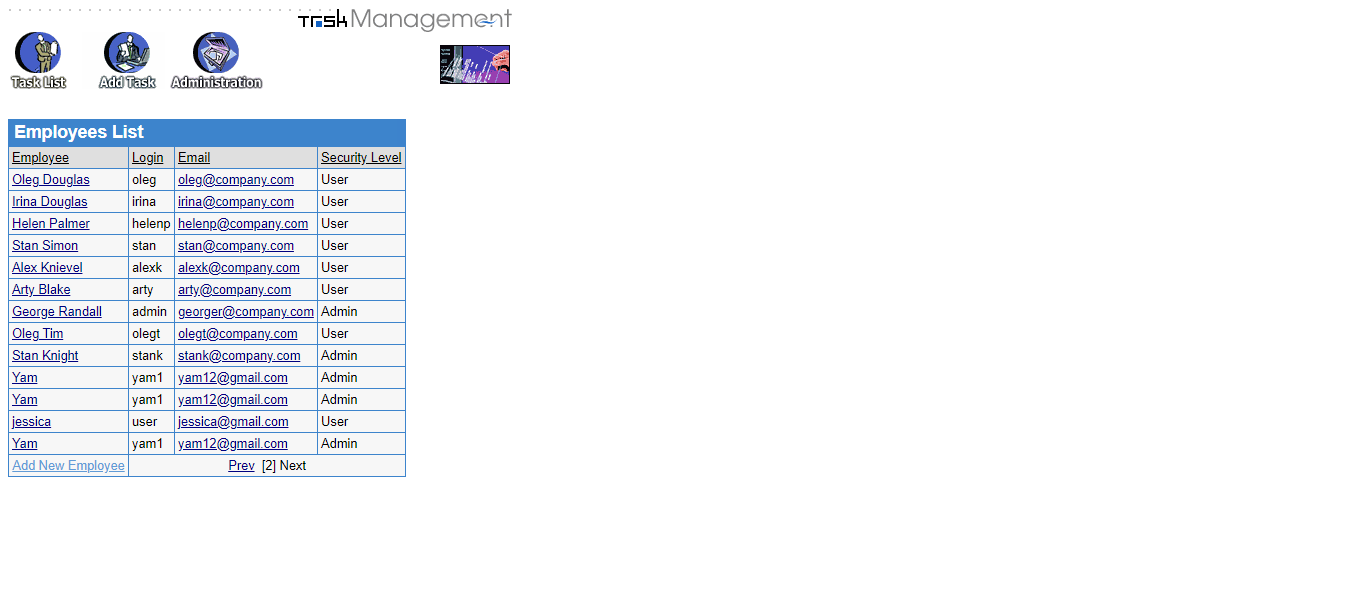 Task Management
Task List Add Task Administration
Employees List
Employee Login Email Security Level
Oleg Douglas oleg oleg@company.com User
Irina Douglas irina irina@company.com User
Helen Palmer helenp helenp@company.com User
Stan Simon stan stan@company.com User
Alex Knievel alexk alexk@company.com User
Arty Blake arty arty@company.com User
George Randall admin georger@company.com Admin
Oleg Tim olegt olegt@company.com User
Stan Knight stank stank@company.com Admin
Yam yam1 yam12@gmail.com Admin
Yam yam1 yam12@gmail.com Admin
jessica user jessica@gmail.com User
Yam yam1 yam12@gmail.com Admin
Add New Employee Prev [2] Next